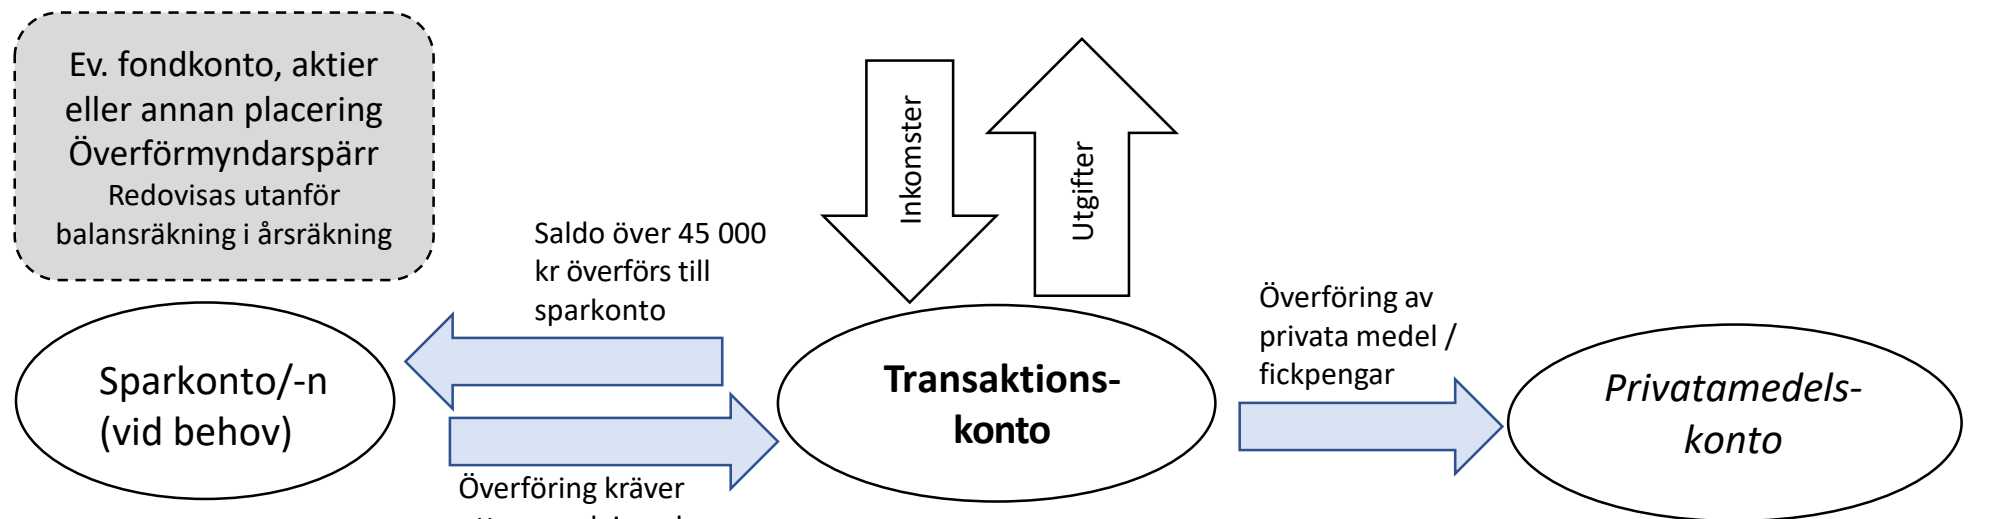 Ev. fondkonto, aktier
eller annan placering
Överförmyndarspärr
Redovisas utanför
balansräkning i årsräkning
Inkomster
Utgifter
Saldo över 45 000
kr överförs till
sparkonto
Överföring av
privata medel /
fickpengar
Sparkonto/-n
(vid behov)
Transaktions-
konto
Privatamedels-
konto
Överföring kräver